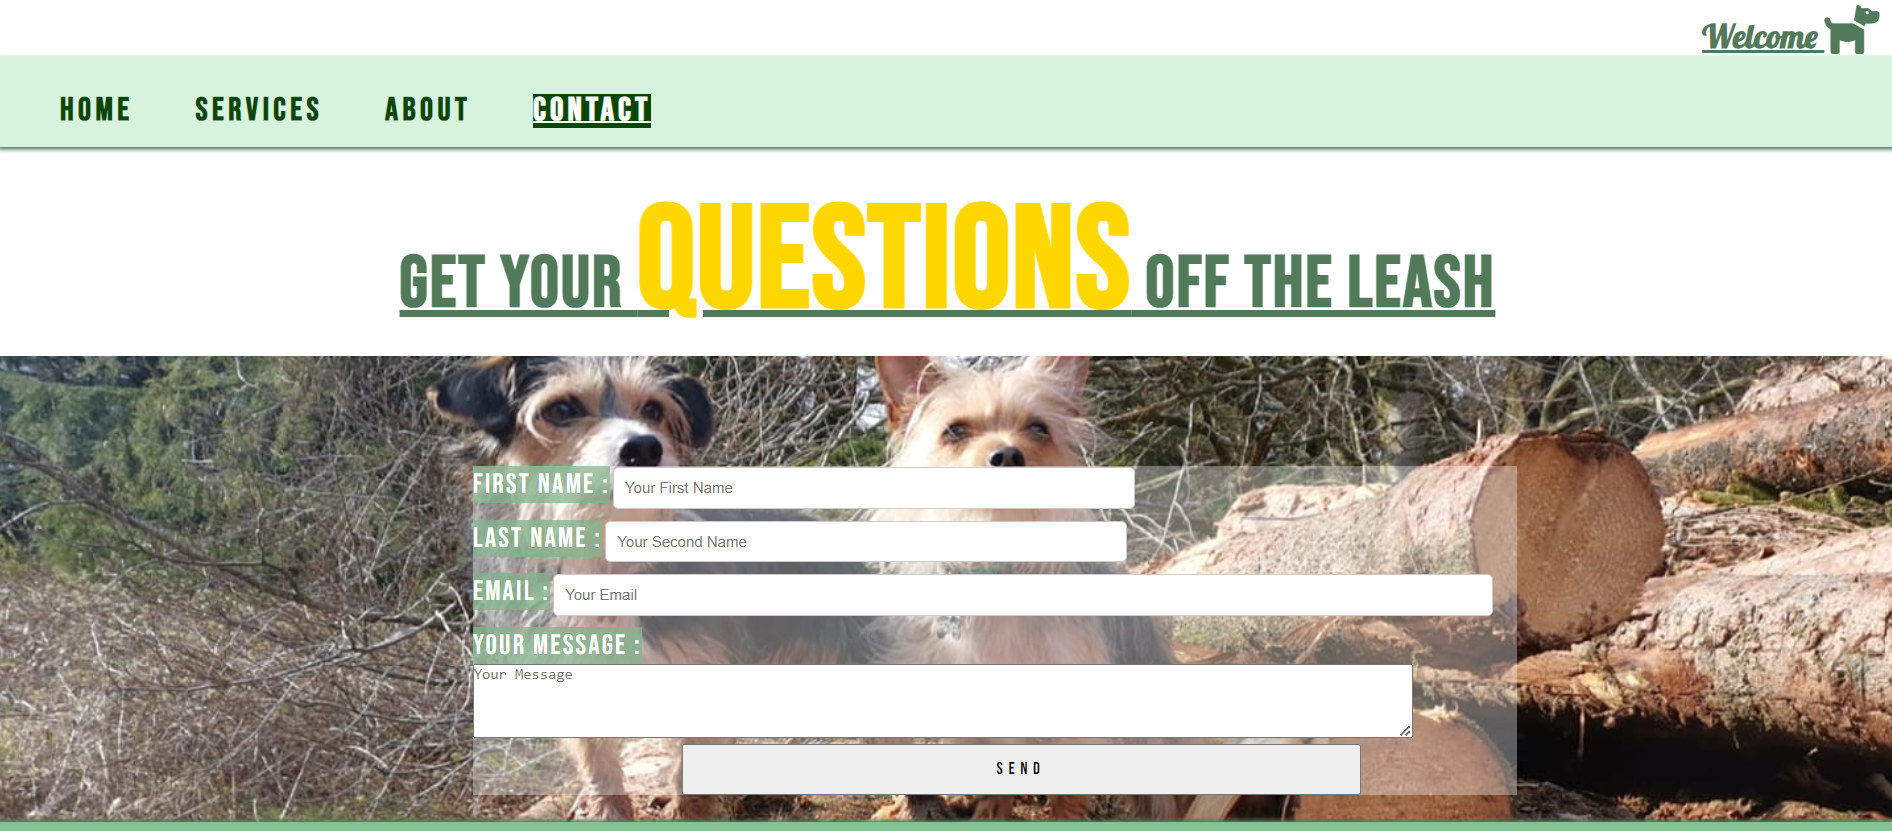 Welcome
HOME SERVICES ABOUT CONTACT
GET YOUR QUESTIONS OFF THE LEASH
FIRST NAME : Your First Name
LAST NAME : Your Second Name
EMAIL : Your Email
YOUR MESSAGE :
Your Message
SEND